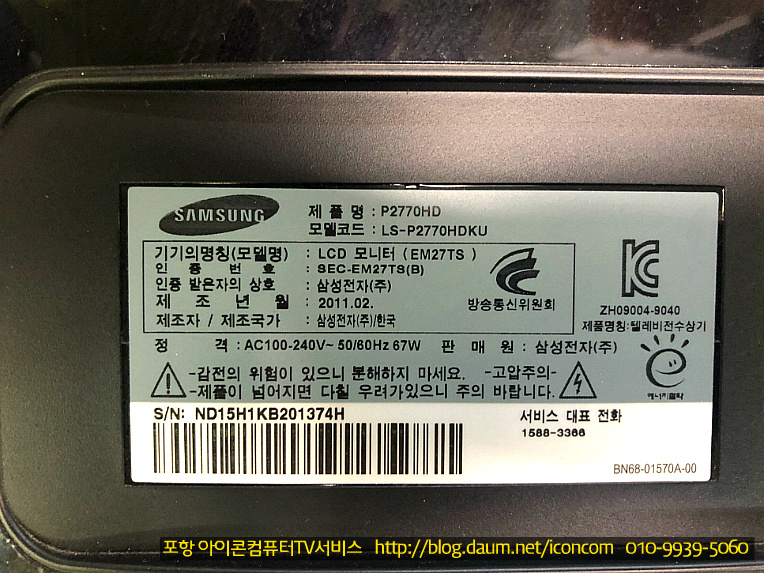 SAMSUNG
제 품 명 : P2770HD
모델코드 : LS-P2770HDKU
기기의명칭(모델명) : LCD 모니터 (EM27TS )
인 증 번 호 : SEC-EM27TS(B)
인증 받은자의 상호 : 삼성전자(주)
제 조 년 월 : 2011.02.
제조자 / 제조국가 : 삼성전자(주)/한국
방송통신위원회
ZH09004-9040
제품명칭:텔레비전수상기
정 격 : AC100-240V~ 50/60Hz 67W 판 매 원 : 삼성전자(주)
-감전의 위험이 있으니 분해하지 마세요. -고압주의-
-제품이 넘어지면 다칠 우려가있으니 주의 바랍니다.
에너지절약
S/N: ND15H1KB201374H
서비스 대표 전화
1588-3366
BN68-01570A-00
포항 아이콘컴퓨터TV서비스 http://blog.daum.net/iconcom 010-9939-5060